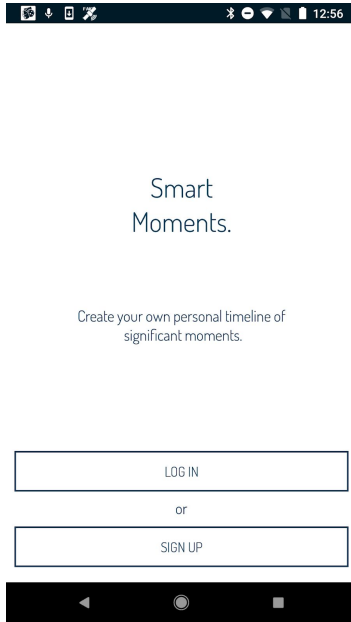 12:56
Smart
Moments.
Create your own personal timeline of
significant moments.
LOG IN
or
SIGN UP